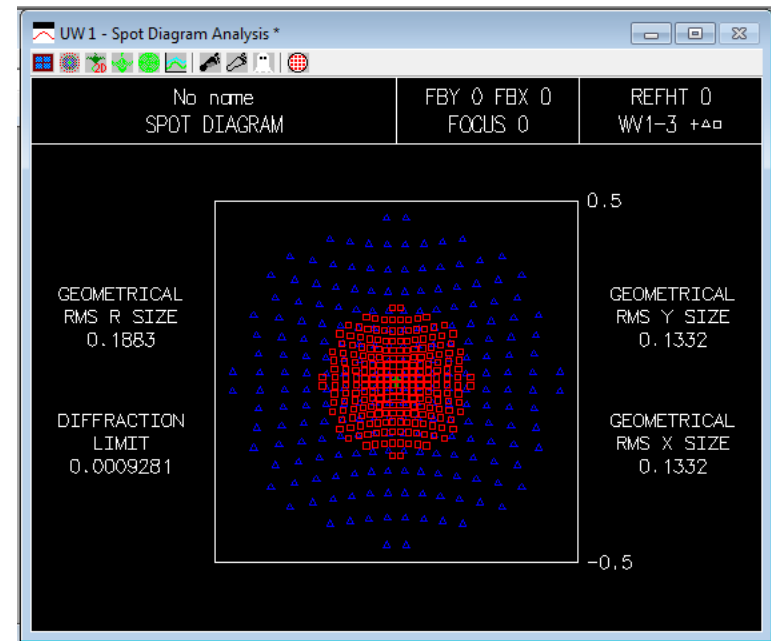 UW 1 - Spot Diagram Analysis *
2D
No name
SPOT DIAGRAM
FBY 0 FBX 0
FOCUS 0
REFHT 0
WV1-3 +△□
0.5
GEOMETRICAL
RMS R SIZE
0.1883
GEOMETRICAL
RMS Y SIZE
0.1332
DIFFRACTION
LIMIT
0.0009281
GEOMETRICAL
RMS X SIZE
0.1332
-0.5